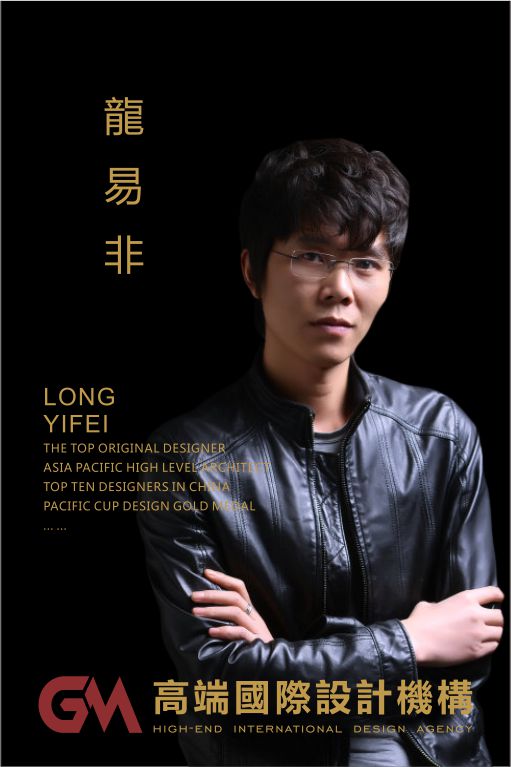 龍易非
LONG
YIFEI
THE TOP ORIGINAL DESIGNER
ASIA PACIFIC HIGH LEVEL ARCHITECT
TOP TEN DESIGNERS IN CHINA
PACIFIC CUP DESIGN GOLD MEDAL
... ...
GM 高端國際設計機構
HIGH-END INTERNATIONAL DESIGN AGENCY